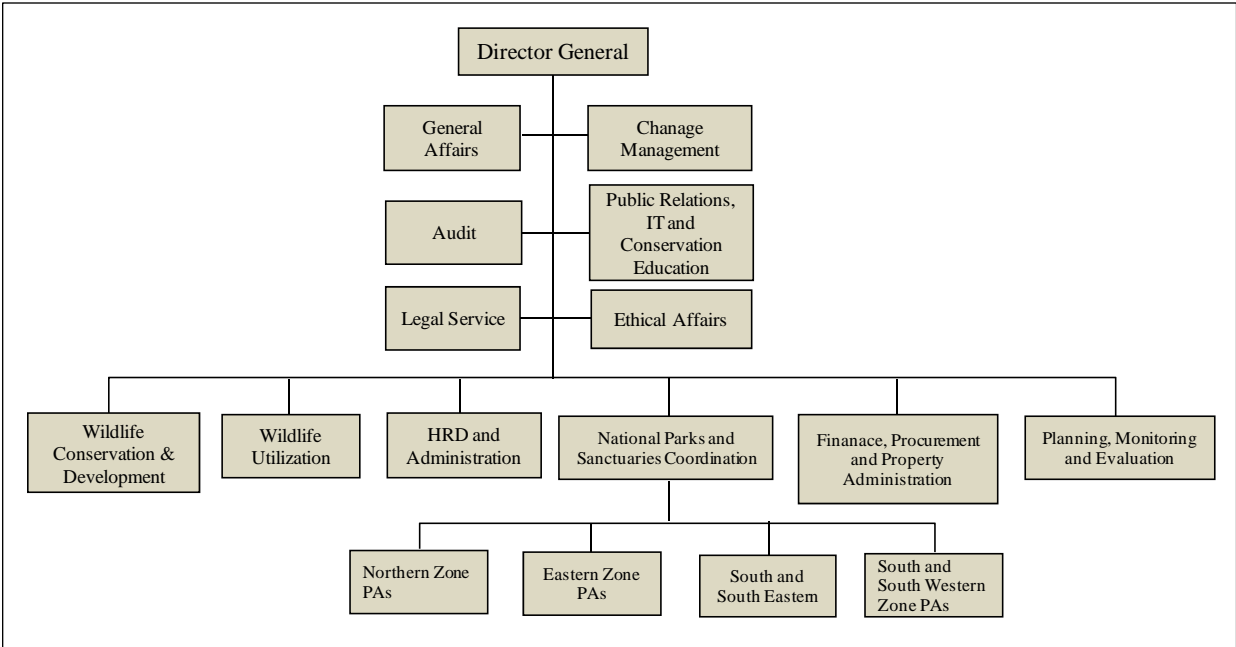 Director General
General
Affairs
Chanage
Management
Audit
Public Relations,
IT and
Conservation
Education
Legal Service
Ethical Affairs
Wildlife
Conservation &
Development
Wildlife
Utilization
HRD and
Administration
National Parks and
Sanctuaries Coordination
Finanace, Procurement
and Property
Administration
Planning, Monitoring
and Evaluation
Northern Zone
PAs
Eastern Zone
PAs
South and
South Eastern
South and
South Western
Zone PAs